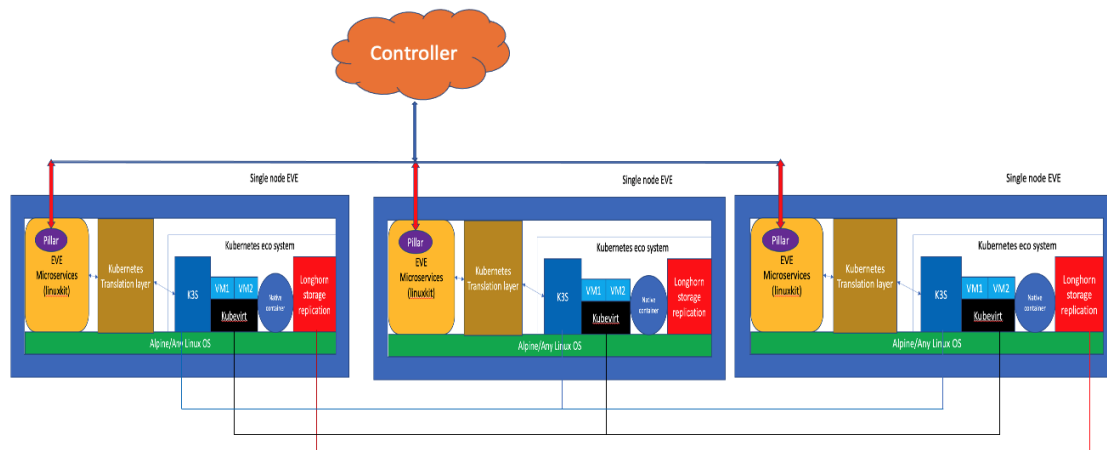 Controller
Single node EVE
Single node EVE
Single node EVE
Pillar
EVE
Microservices
(linuxkit)
Kubernetes
Translation layer
Kubernetes eco system
K3S
VM1
VM2
Kubevirt
Native
container
Longhorn
storage
replication
Alpine/Any Linux OS
Pillar
EVE
Microservices
(linuxkit)
Kubernetes
Translation layer
Kubernetes eco system
K3S
VM1
VM2
Kubevirt
Native
container
Longhorn
storage
replication
Alpine/Any Linux OS
Pillar
EVE
Microservices
(linuxkit)
Kubernetes
Translation layer
Kubernetes eco system
K3S
VM1
VM2
Kubevirt
Native
container
Longhorn
storage
replication
Alpine/Any Linux OS